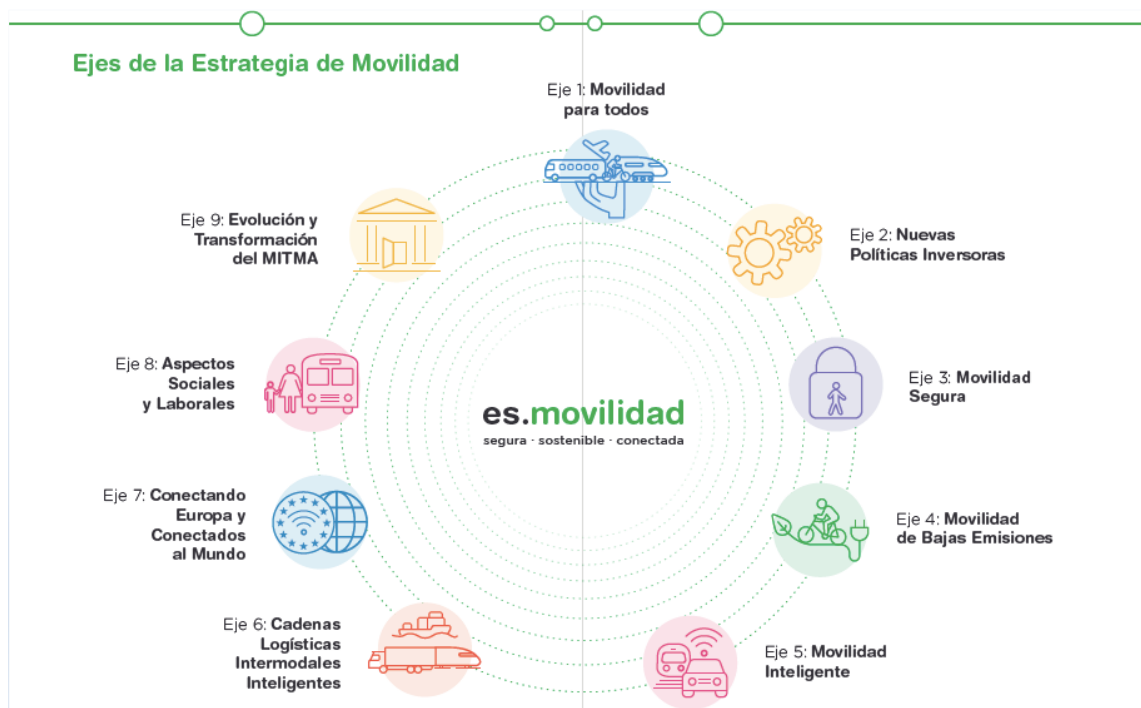 Ejes de la Estrategia de Movilidad
Eje 1: Movilidad
para todos
Eje 2: Nuevas
Políticas Inversoras
Eje 3: Movilidad
Segura
Eje 4: Movilidad
de Bajas Emisiones
Eje 5: Movilidad
Inteligente
Eje 6: Cadenas
Logísticas
Intermodales
Inteligentes
Eje 7: Conectando
Europa y
Conectados
al Mundo
Eje 8: Aspectos
Sociales
y Laborales
Eje 9: Evolución y
Transformación
del MITMA
es.movilidad
segura · sostenible · conectada